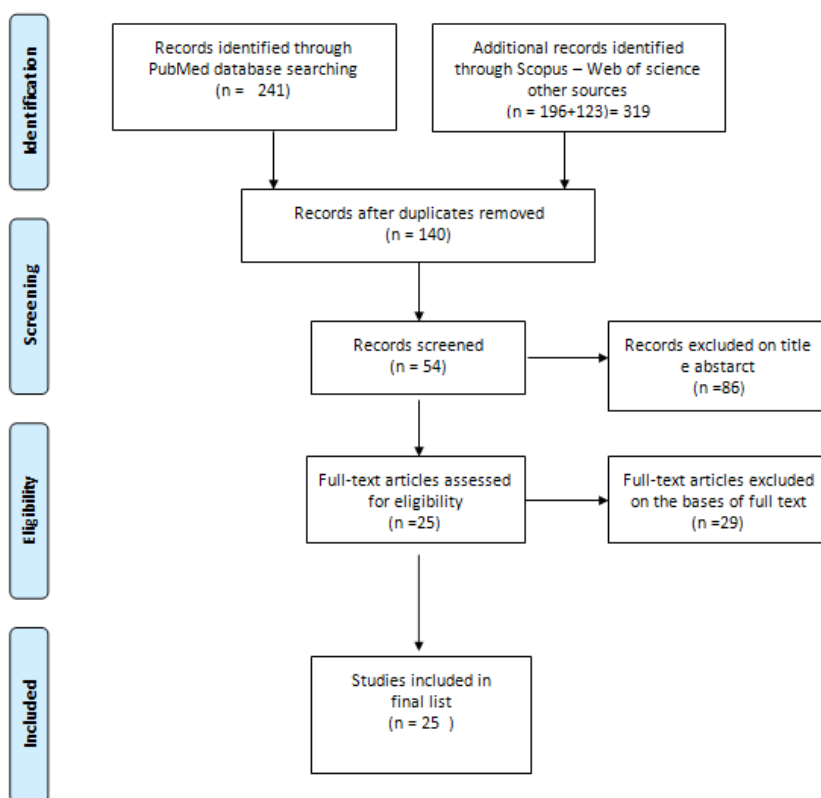 Identification
Records identified through
PubMed database searching
(n = 241)
Additional records identified
through Scopus – Web of science
other sources
(n = 196+123)= 319
Records after duplicates removed
(n = 140)
Screening
Records screened
(n = 54)
Records excluded on title
e abstarct
(n =86)
Eligibility
Full-text articles assessed
for eligibility
(n =25)
Full-text articles excluded
on the bases of full text
(n =29)
Included
Studies included in
final list
(n = 25 )